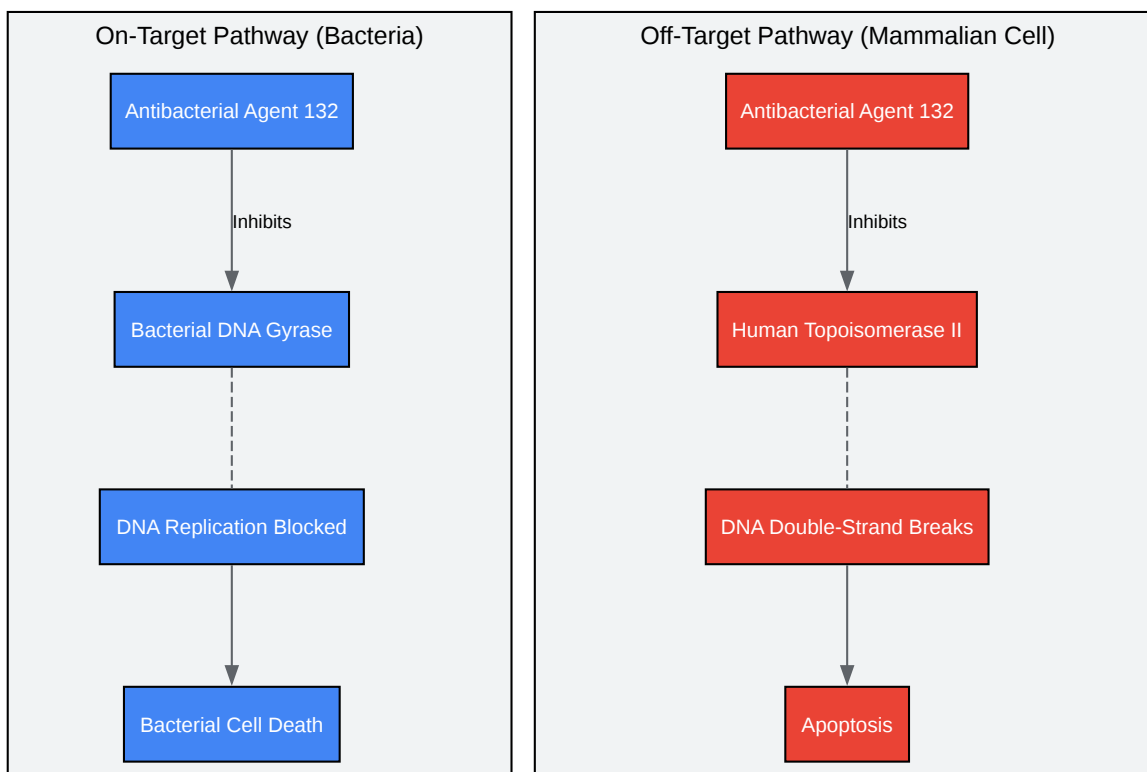 On-Target Pathway (Bacteria)
Antibacterial Agent 132
Inhibits
Bacterial DNA Gyrase
DNA Replication Blocked
Bacterial Cell Death
Off-Target Pathway (Mammalian Cell)
Antibacterial Agent 132
Inhibits
Human Topoisomerase II
DNA Double-Strand Breaks
Apoptosis